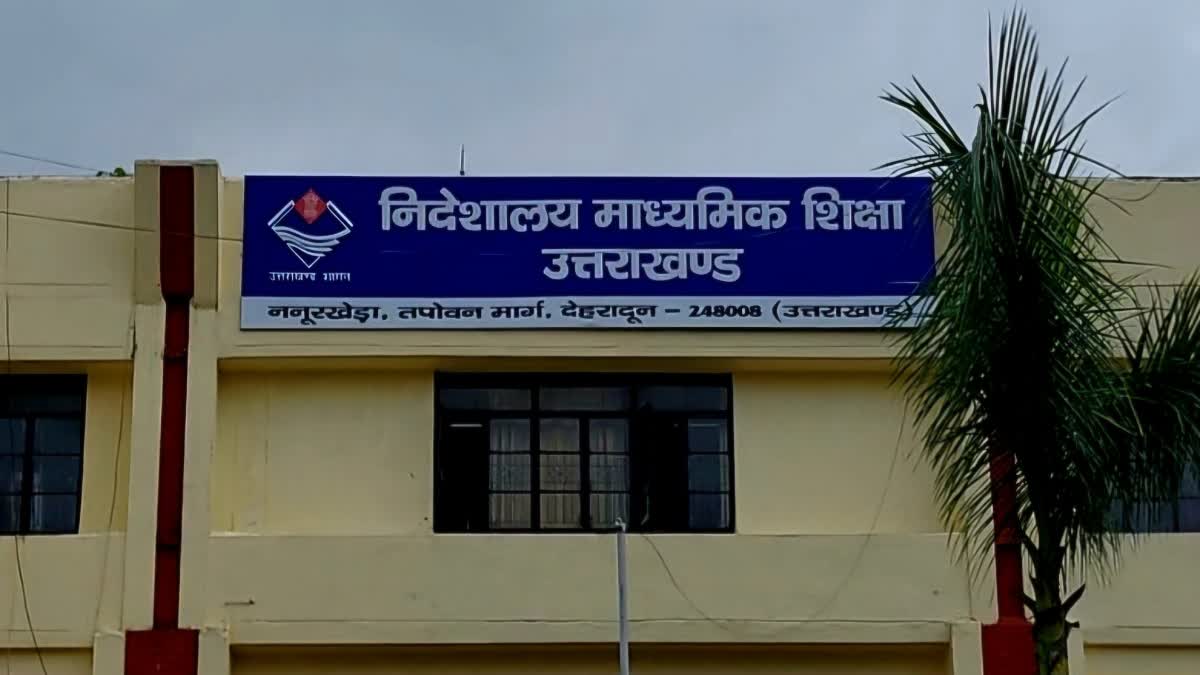 निदेशालय माध्यमिक शिक्षा
उत्तराखण्ड
उत्तराखण्ड शासन
ननूरखेड़ा, तपोवन मार्ग, देहरादून – 248008 (उत्तराखण्ड)